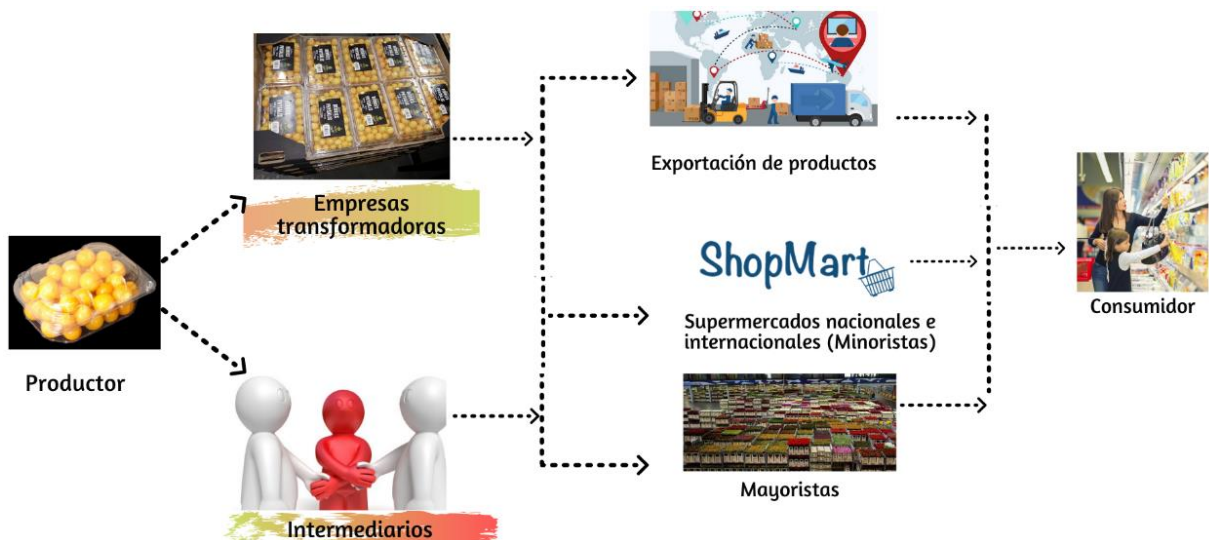 Empresas
transformadoras
Exportación de productos
ShopMart
Supermercados nacionales e
internacionales (Minoristas)
Consumidor
Productor
Mayoristas
Intermediarios